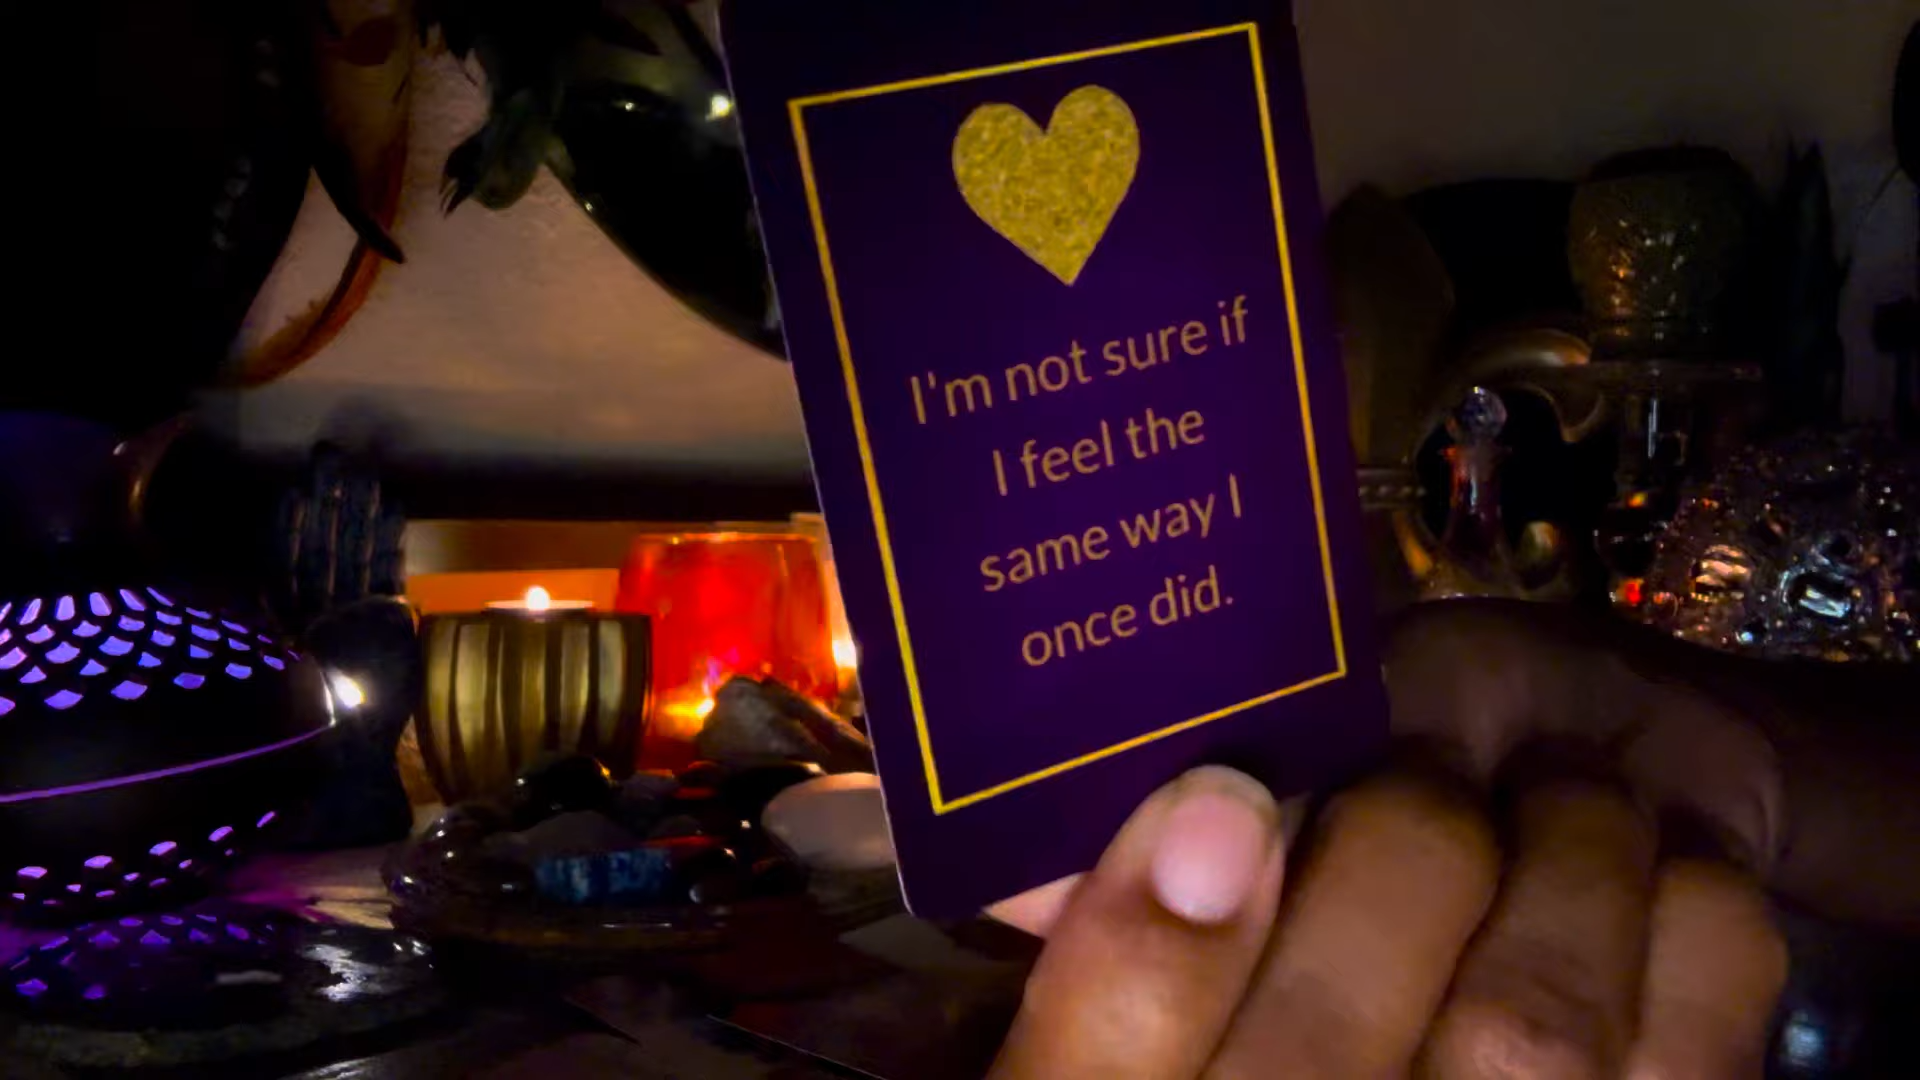 I'm not sure if
I feel the
same way I
once did.